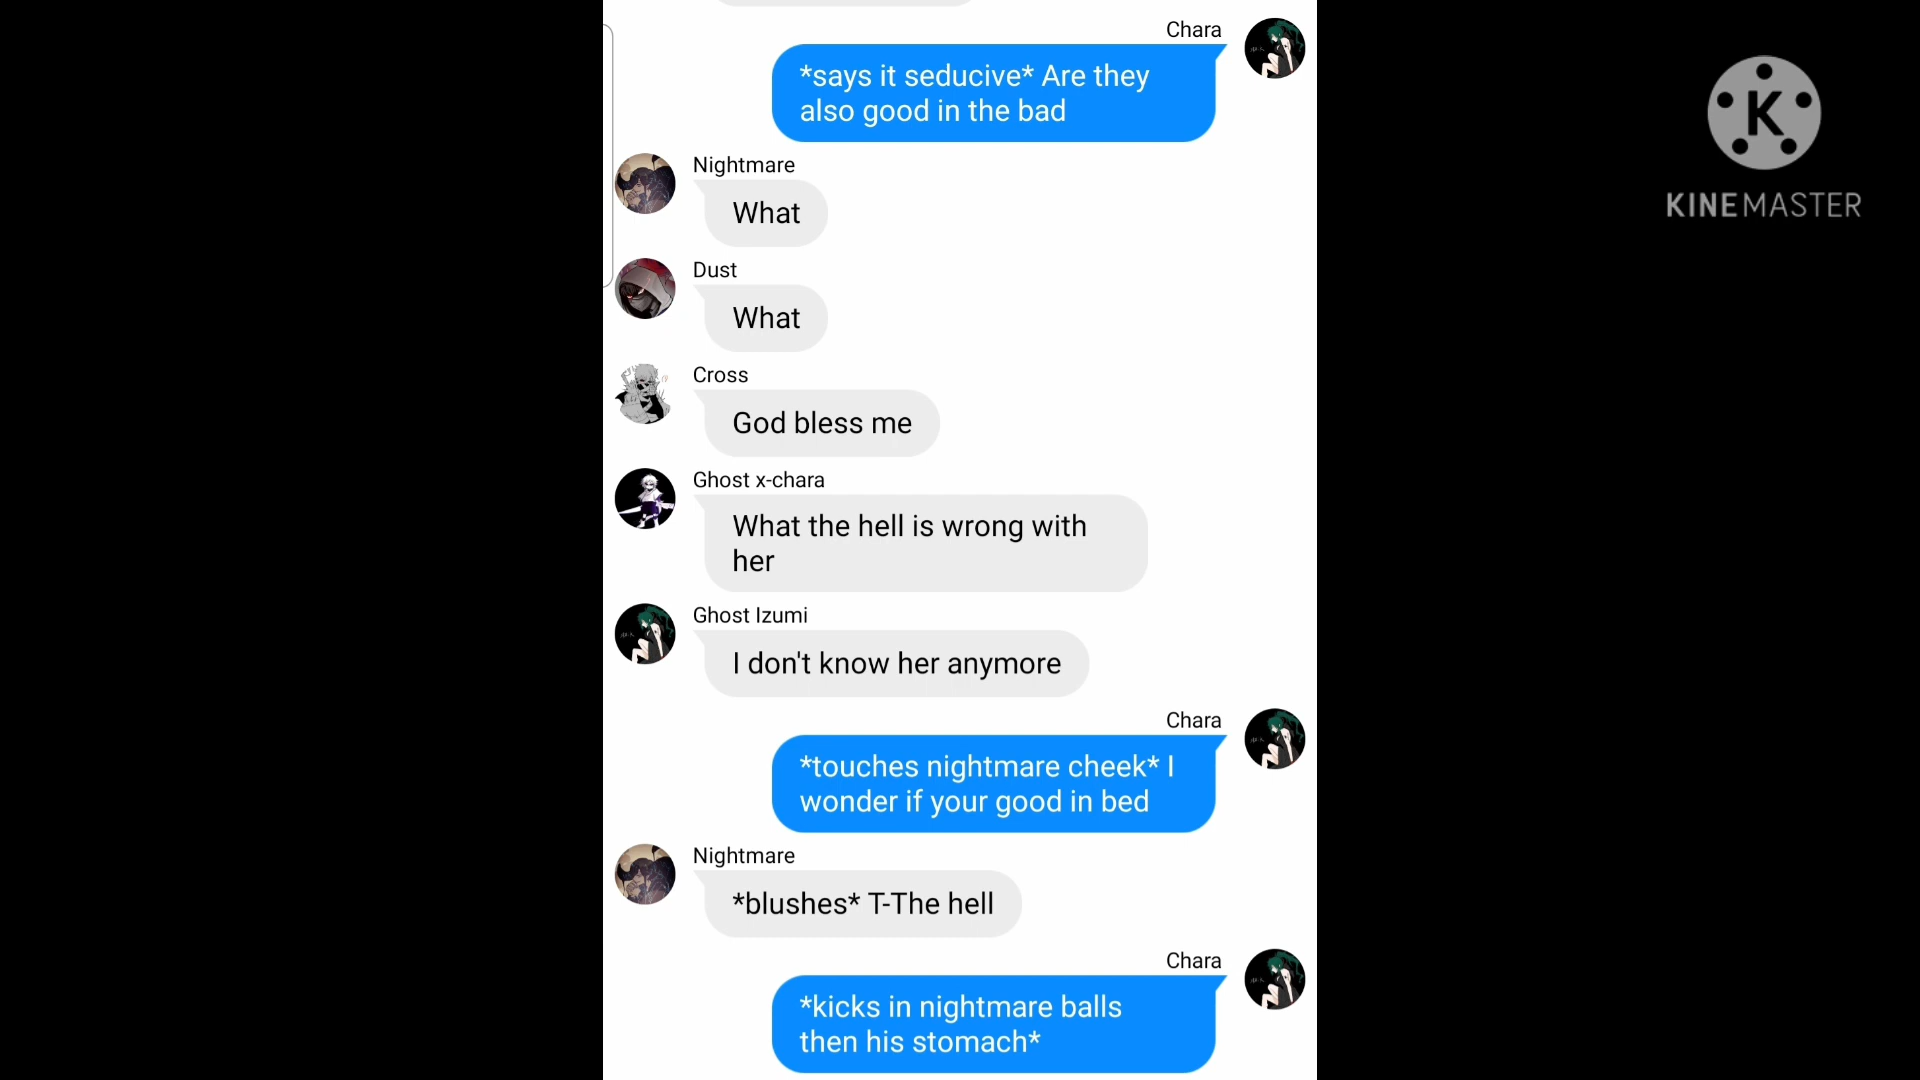 Chara
*says it seducive* Are they
also good in the bad
Nightmare
What
Dust
What
Cross
God bless me
Ghost x-chara
What the hell is wrong with
her
Ghost Izumi
I don't know her anymore
Chara
*touches nightmare cheek* I
wonder if your good in bed
Nightmare
*blushes* T-The hell
Chara
*kicks in nightmare balls
then his stomach*
K
KINEMASTER